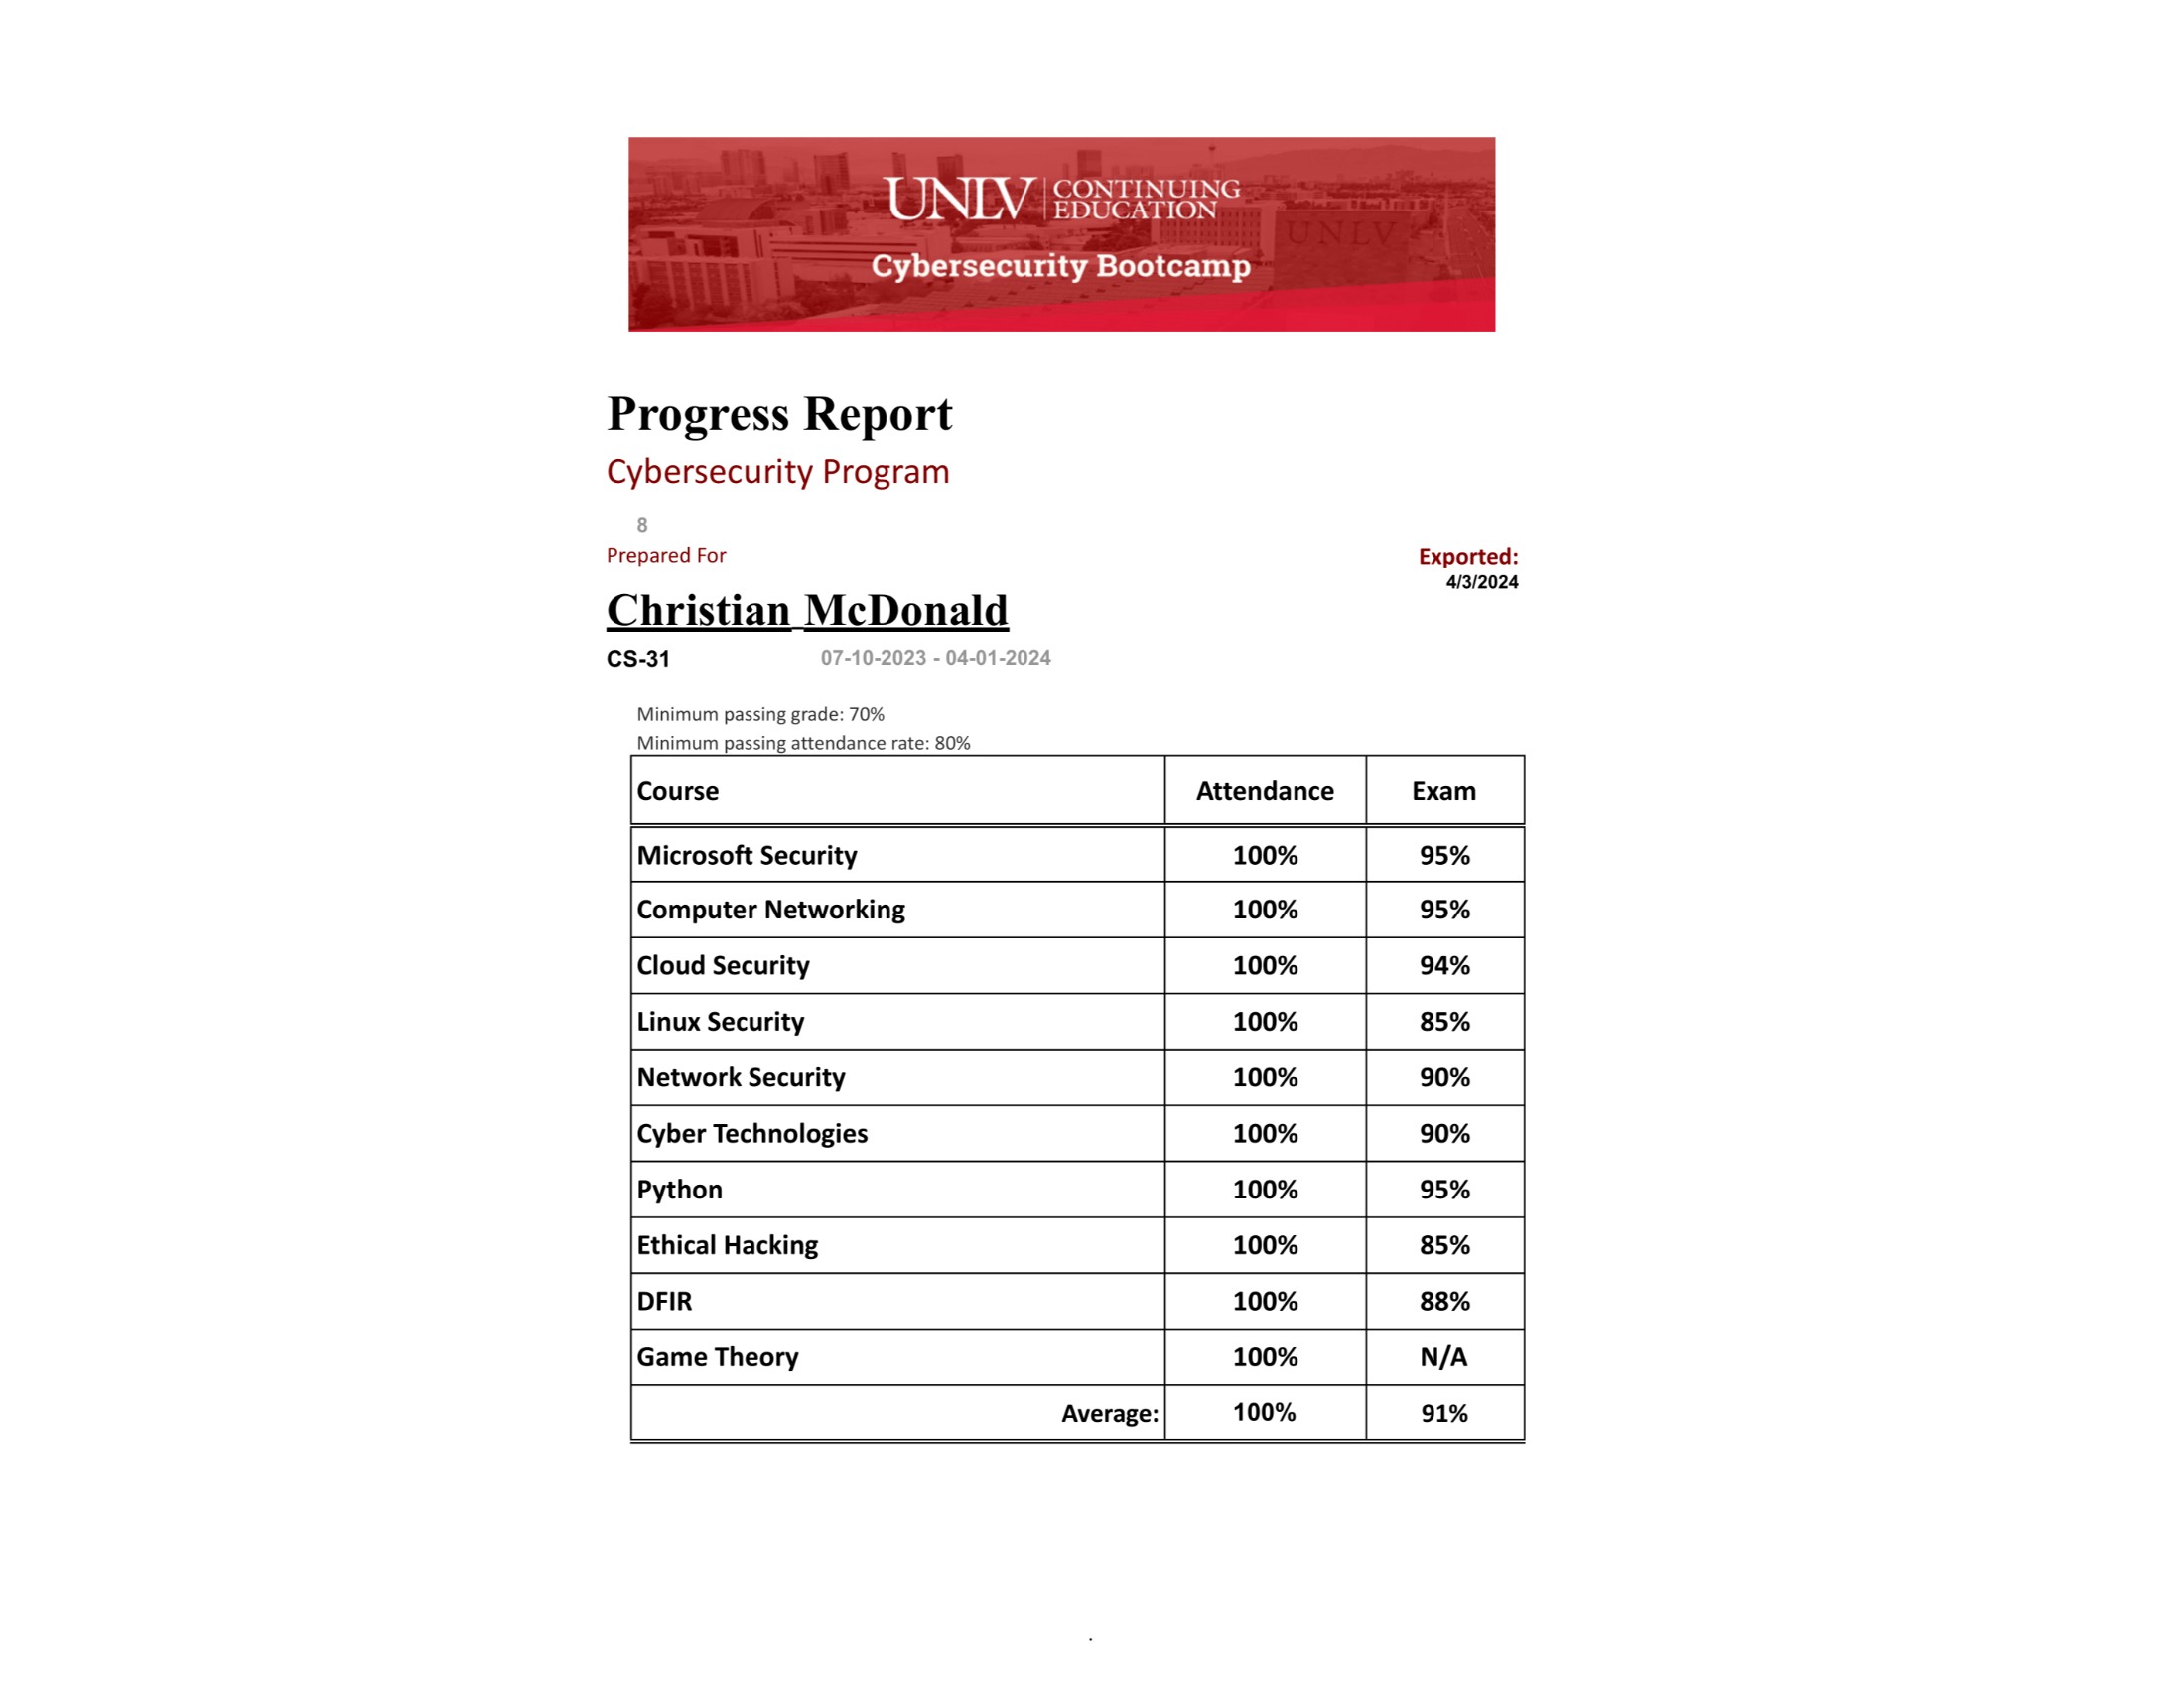 UNLV CONTINUING
EDUCATION
UNLV
Cybersecurity Bootcamp
Progress Report
Cybersecurity Program
8
Prepared For
Exported:
4/3/2024
Christian McDonald
CS-31 07-10-2023 - 04-01-2024
Minimum passing grade: 70%
Minimum passing attendance rate: 80%
Course Attendance Exam
Microsoft Security 100% 95%
Computer Networking 100% 95%
Cloud Security 100% 94%
Linux Security 100% 85%
Network Security 100% 90%
Cyber Technologies 100% 90%
Python 100% 95%
Ethical Hacking 100% 85%
DFIR 100% 88%
Game Theory 100% N/A
Average: 100% 91%
.